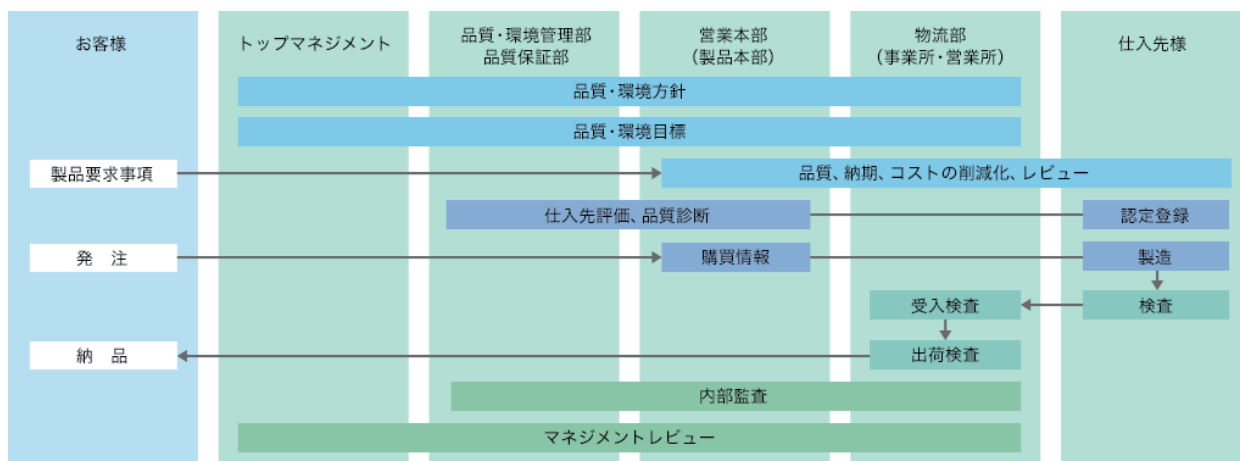 お客様
トップマネジメント
品質・環境管理部
品質保証部
営業本部
（製品本部）
物流部
（事業所・営業所）
仕入先様
品質・環境方針
品質・環境目標
製品要求事項
品質、納期、コストの削減化、レビュー
仕入先評価、品質診断
認定登録
発　注
購買情報
製造
受入検査
検査
納　品
出荷検査
内部監査
マネジメントレビュー